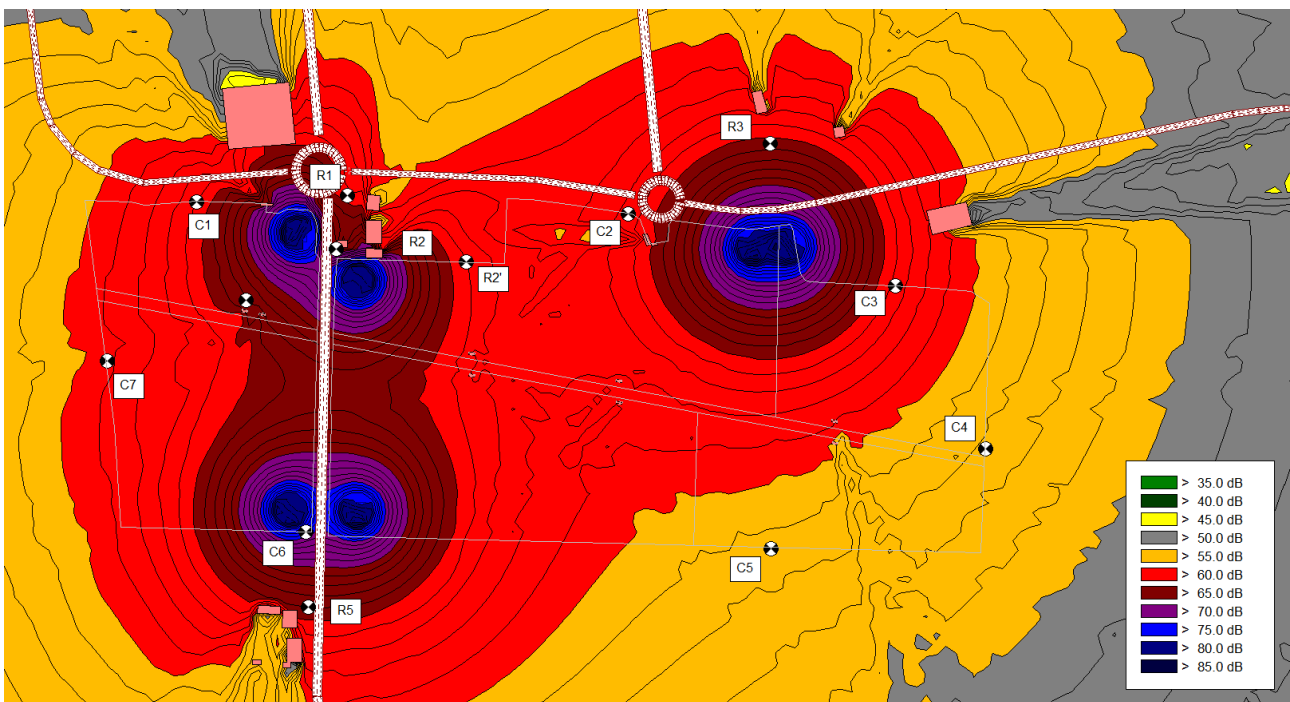 R3
R1
C1
C2
R2
R2'
C3
C7
C4
C6
C5
R5
> 35.0 dB
> 40.0 dB
> 45.0 dB
> 50.0 dB
> 55.0 dB
> 60.0 dB
> 65.0 dB
> 70.0 dB
> 75.0 dB
> 80.0 dB
> 85.0 dB